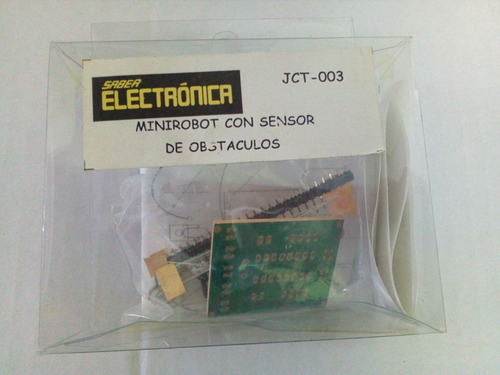 SABER
ELECTRÓNICA
JCT-003
MINIROBOT CON SENSOR
DE OBSTACULOS